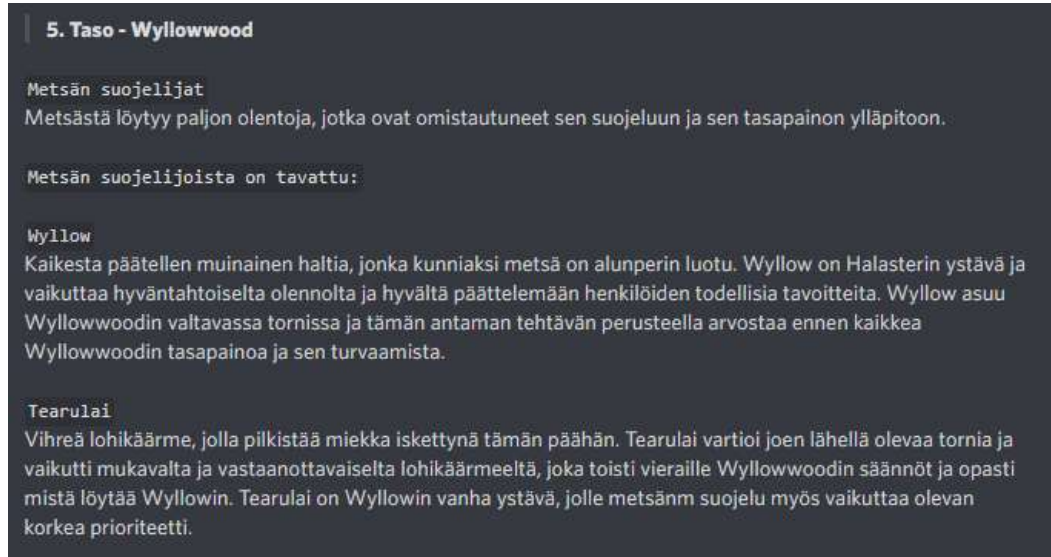 5. Taso - Wyllowwood
Metsän suojelijat
Metsästä löytyy paljon olentoja, jotka ovat omistautuneet sen suojeluun ja sen tasapainon ylläpitoon.
Metsän suojelijoista on tavattu:
Wyllow
Kaikesta päätellen muinainen haltia, jonka kunniaksi metsä on alunperin luotu. Wyllow on Halasterin ystävä ja
vaikuttaa hyväntahtoiselta olennolta ja hyvältä päättelemään henkilöiden todellisia tavoitteita. Wyllow asuu
Wyllowwoodin valtavassa tornissa ja tämän antaman tehtävän perusteella arvostaa ennen kaikkea
Wyllowwoodin tasapainoa ja sen turvaamista.
Tearulai
Vihreä lohikäärme, jolla pilkistää miekka iskettynä tämän päähän. Tearulai vartioi joen lähellä olevaa tornia ja
vaikutti mukavalta ja vastaanottavaiselta lohikäärmeeltä, joka toisti vieraille Wyllowwoodin säännöt ja opasti
mistä löytää Wyllowin. Tearulai on Wyllowin vanha ystävä, jolle metsänm suojelu myös vaikuttaa olevan
korkea prioriteetti.